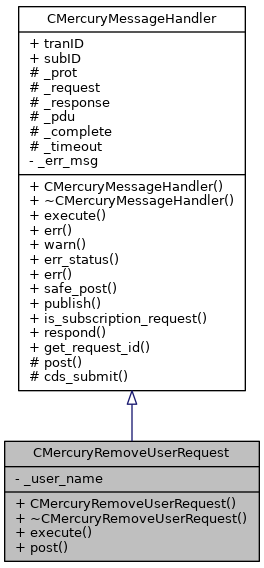 CMercuryMessageHandler
+ tranID
+ subID
# _prot
# _request
# _response
# _pdu
# _complete
# _timeout
- _err_msg
+ CMercuryMessageHandler()
+ ~CMercuryMessageHandler()
+ execute()
+ err()
+ warn()
+ err_status()
+ err()
+ safe_post()
+ publish()
+ is_subscription_request()
+ respond()
+ get_request_id()
# post()
# cds_submit()
CMercuryRemoveUserRequest
- _user_name
+ CMercuryRemoveUserRequest()
+ ~CMercuryRemoveUserRequest()
+ execute()
+ post()